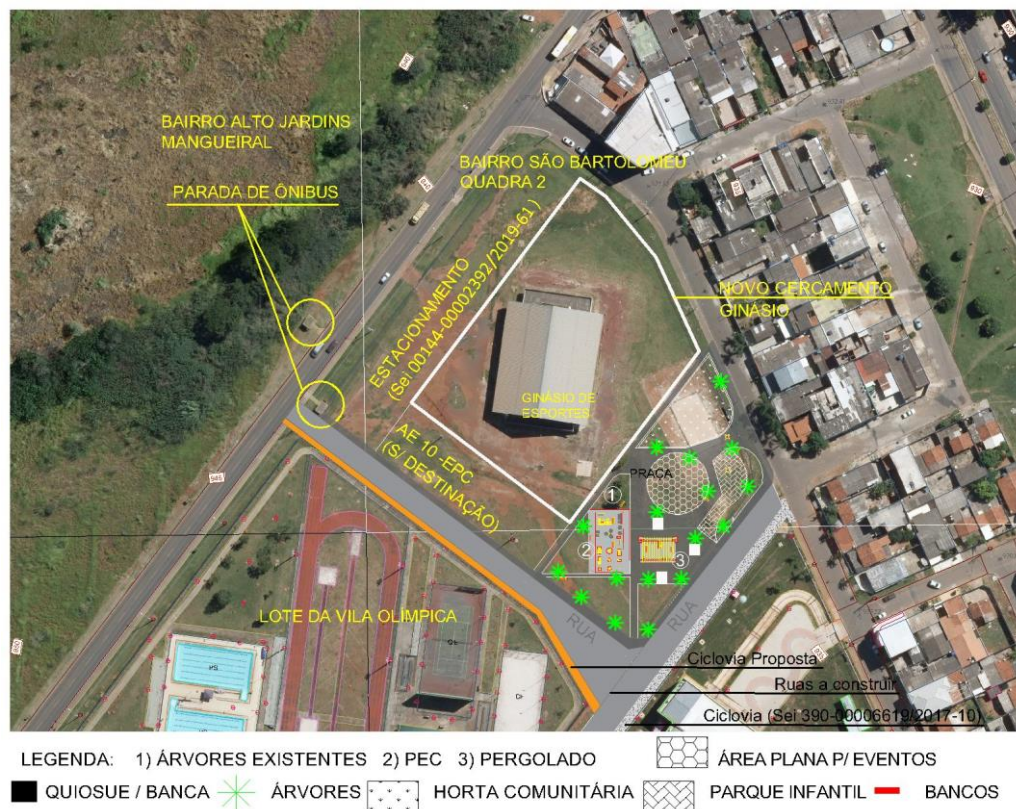 BAIRRO ALTO JARDINS
MANGUEIRAL
PARADA DE ÔNIBUS
BAIRRO SÃO BARTOLOMEU
QUADRA 2
ESTACIONAMENTO
(Sei 00144-00002392/2019-61 )
NOVO CERCAMENTO
GINÁSIO
GINÁSIO DE
ESPORTES
AE 10 -EPC
(S/ DESTINAÇÃO)
PRAÇA
1
2
3
LOTE DA VILA OLÍMPICA
RUA
RUA
Ciclovia Proposta
Ruas a construir
Ciclovia (Sei 390-00006619/2017-10)
LEGENDA: 1) ÁRVORES EXISTENTES 2) PEC 3) PERGOLADO ÁREA PLANA P/ EVENTOS
QUIOSUE / BANCA ÁRVORES HORTA COMUNITÁRIA PARQUE INFANTIL BANCOS